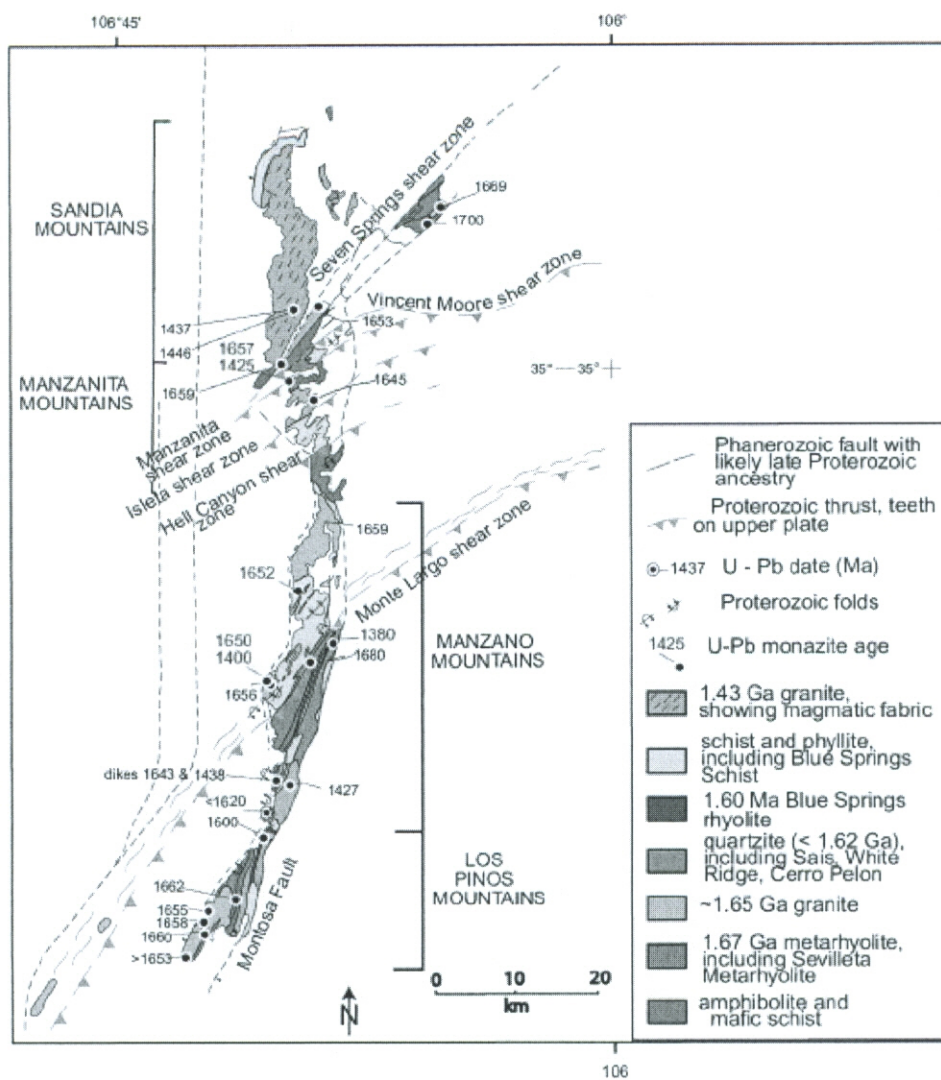 106°45'
106°
SANDIA
MOUNTAINS
Seven Springs shear zone
1669
1700
Vincent Moore shear zone
1437
1446
1653
1657
1425
1659
MANZANITA
MOUNTAINS
1645
35° 35°
Manzanita
shear zone
Isleta shear zone
Hell Canyon shear
zone
1659
1652
Monte Largo shear zone
1650
1400
1656
1380
1680
MANZANO
MOUNTAINS
dikes 1643 & 1438
1427
<1620
1600
LOS
PINOS
MOUNTAINS
Montosa Fault
1662
1655
1658
1660
>1653
0 10 20
km
N
106
Phanerozoic fault with
likely late Proterozoic
ancestry
Proterozoic thrust, teeth
on upper plate
1437 U - Pb date (Ma)
Proterozoic folds
1425
U-Pb monazite age
1.43 Ga granite,
showing magmatic fabric
schist and phyllite,
including Blue Springs
Schist
1.60 Ma Blue Springs
rhyolite
quartzite (< 1.62 Ga),
including Sais, White
Ridge, Cerro Pelon
~1.65 Ga granite
1.67 Ga metarhyolite,
including Sevilleta
Metarhyolite
amphibolite and
mafic schist